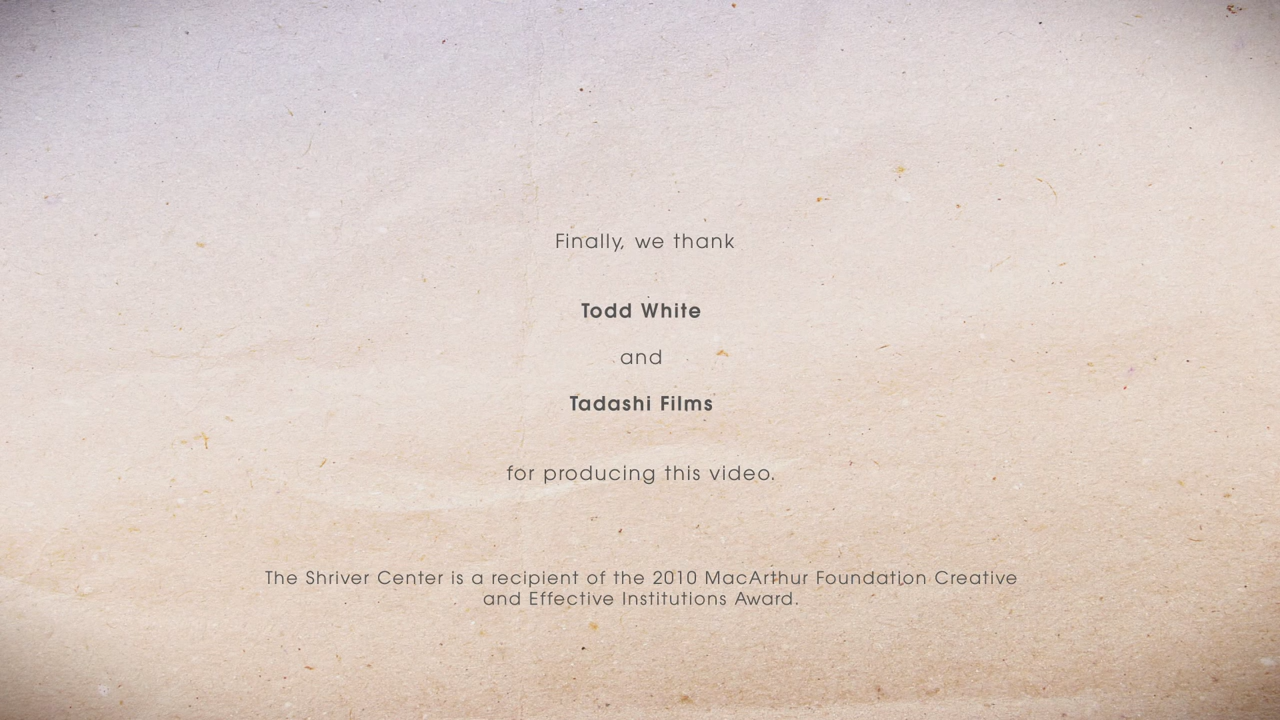 Finally, we thank
Todd White
and
Tadashi Films
for producing this video.
The Shriver Center is a recipient of the 2010 MacArthur Foundation Creative
and Effective Institutions Award.